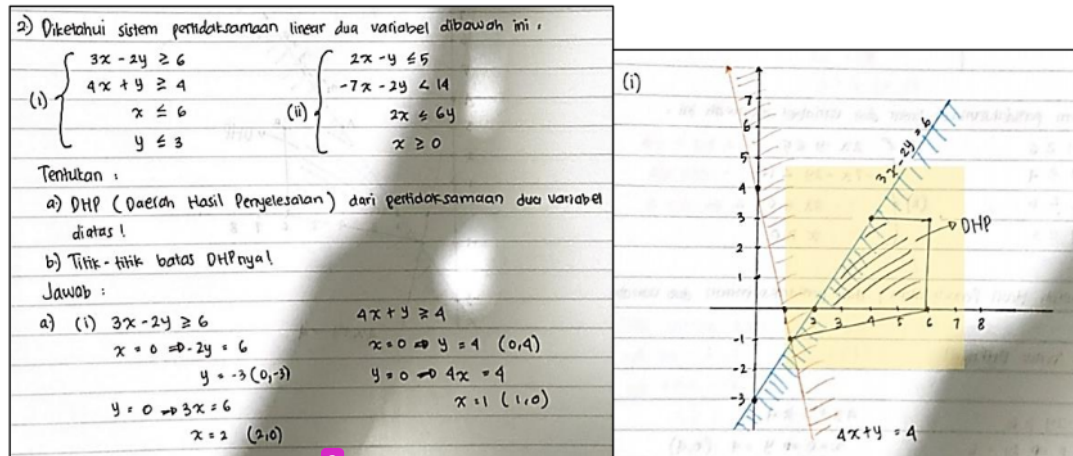 2) Diketahui sistem pertidaksamaan linear dua variabel dibawah ini :
(i) 3x - 2y ≥ 6
4x + y ≥ 4
x ≤ 6
y ≤ 3
(ii) 2x - y ≤ 5
-7x - 2y < 14
2x ≤ 6y
x ≥ 0
Tentukan :
a) DHP (Daerah Hasil Penyelesaian) dari pertidaksamaan dua variabel
diatas !
b) Titik-titik batas DHPnya!
Jawab :
a) (i) 3x - 2y ≥ 6
x = 0 ⇒ -2y = 6
y = -3 (0,-3)
y = 0 ⇒ 3x = 6
x = 2 (2,0)
4x + y ≥ 4
x = 0 ⇒ y = 4 (0,4)
y = 0 ⇒ 4x = 4
x = 1 (1,0)
(i)
7
6
5
4
3
2
1
-1
-2
-3
1 2 3 4 5 6 7 8
3x - 2y = 6
DHP
4x + y = 4